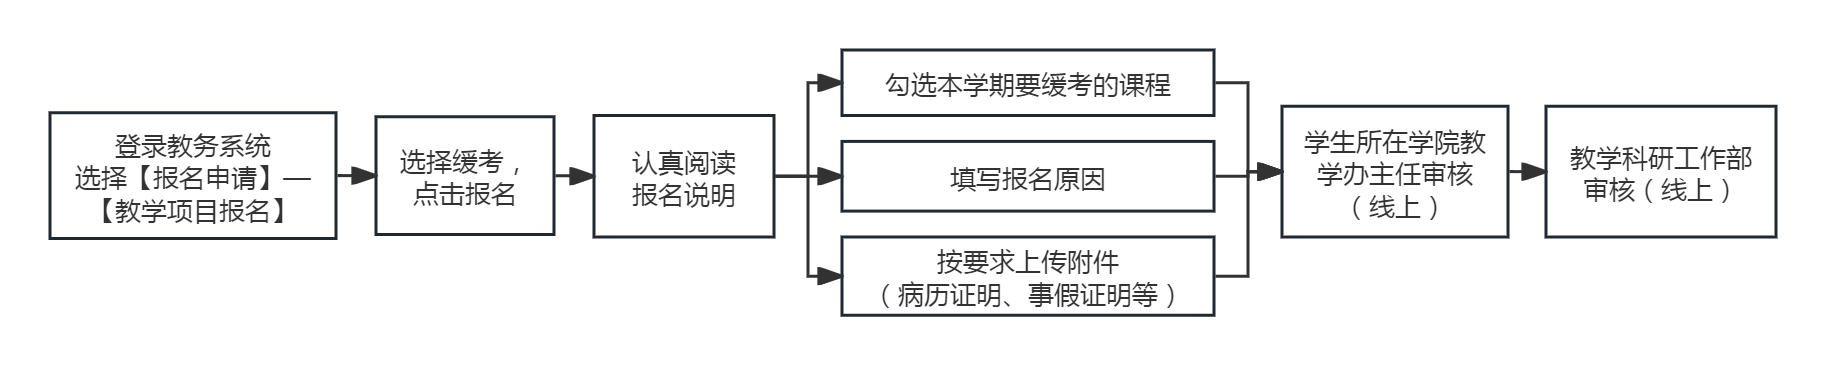 登录教务系统
选择【报名申请】—
【教学项目报名】
选择缓考，
点击报名
认真阅读
报名说明
勾选本学期要缓考的课程
填写报名原因
按要求上传附件
（病历证明、事假证明等）
学生所在学院教
学办主任审核
（线上）
教学科研工作部
审核（线上）